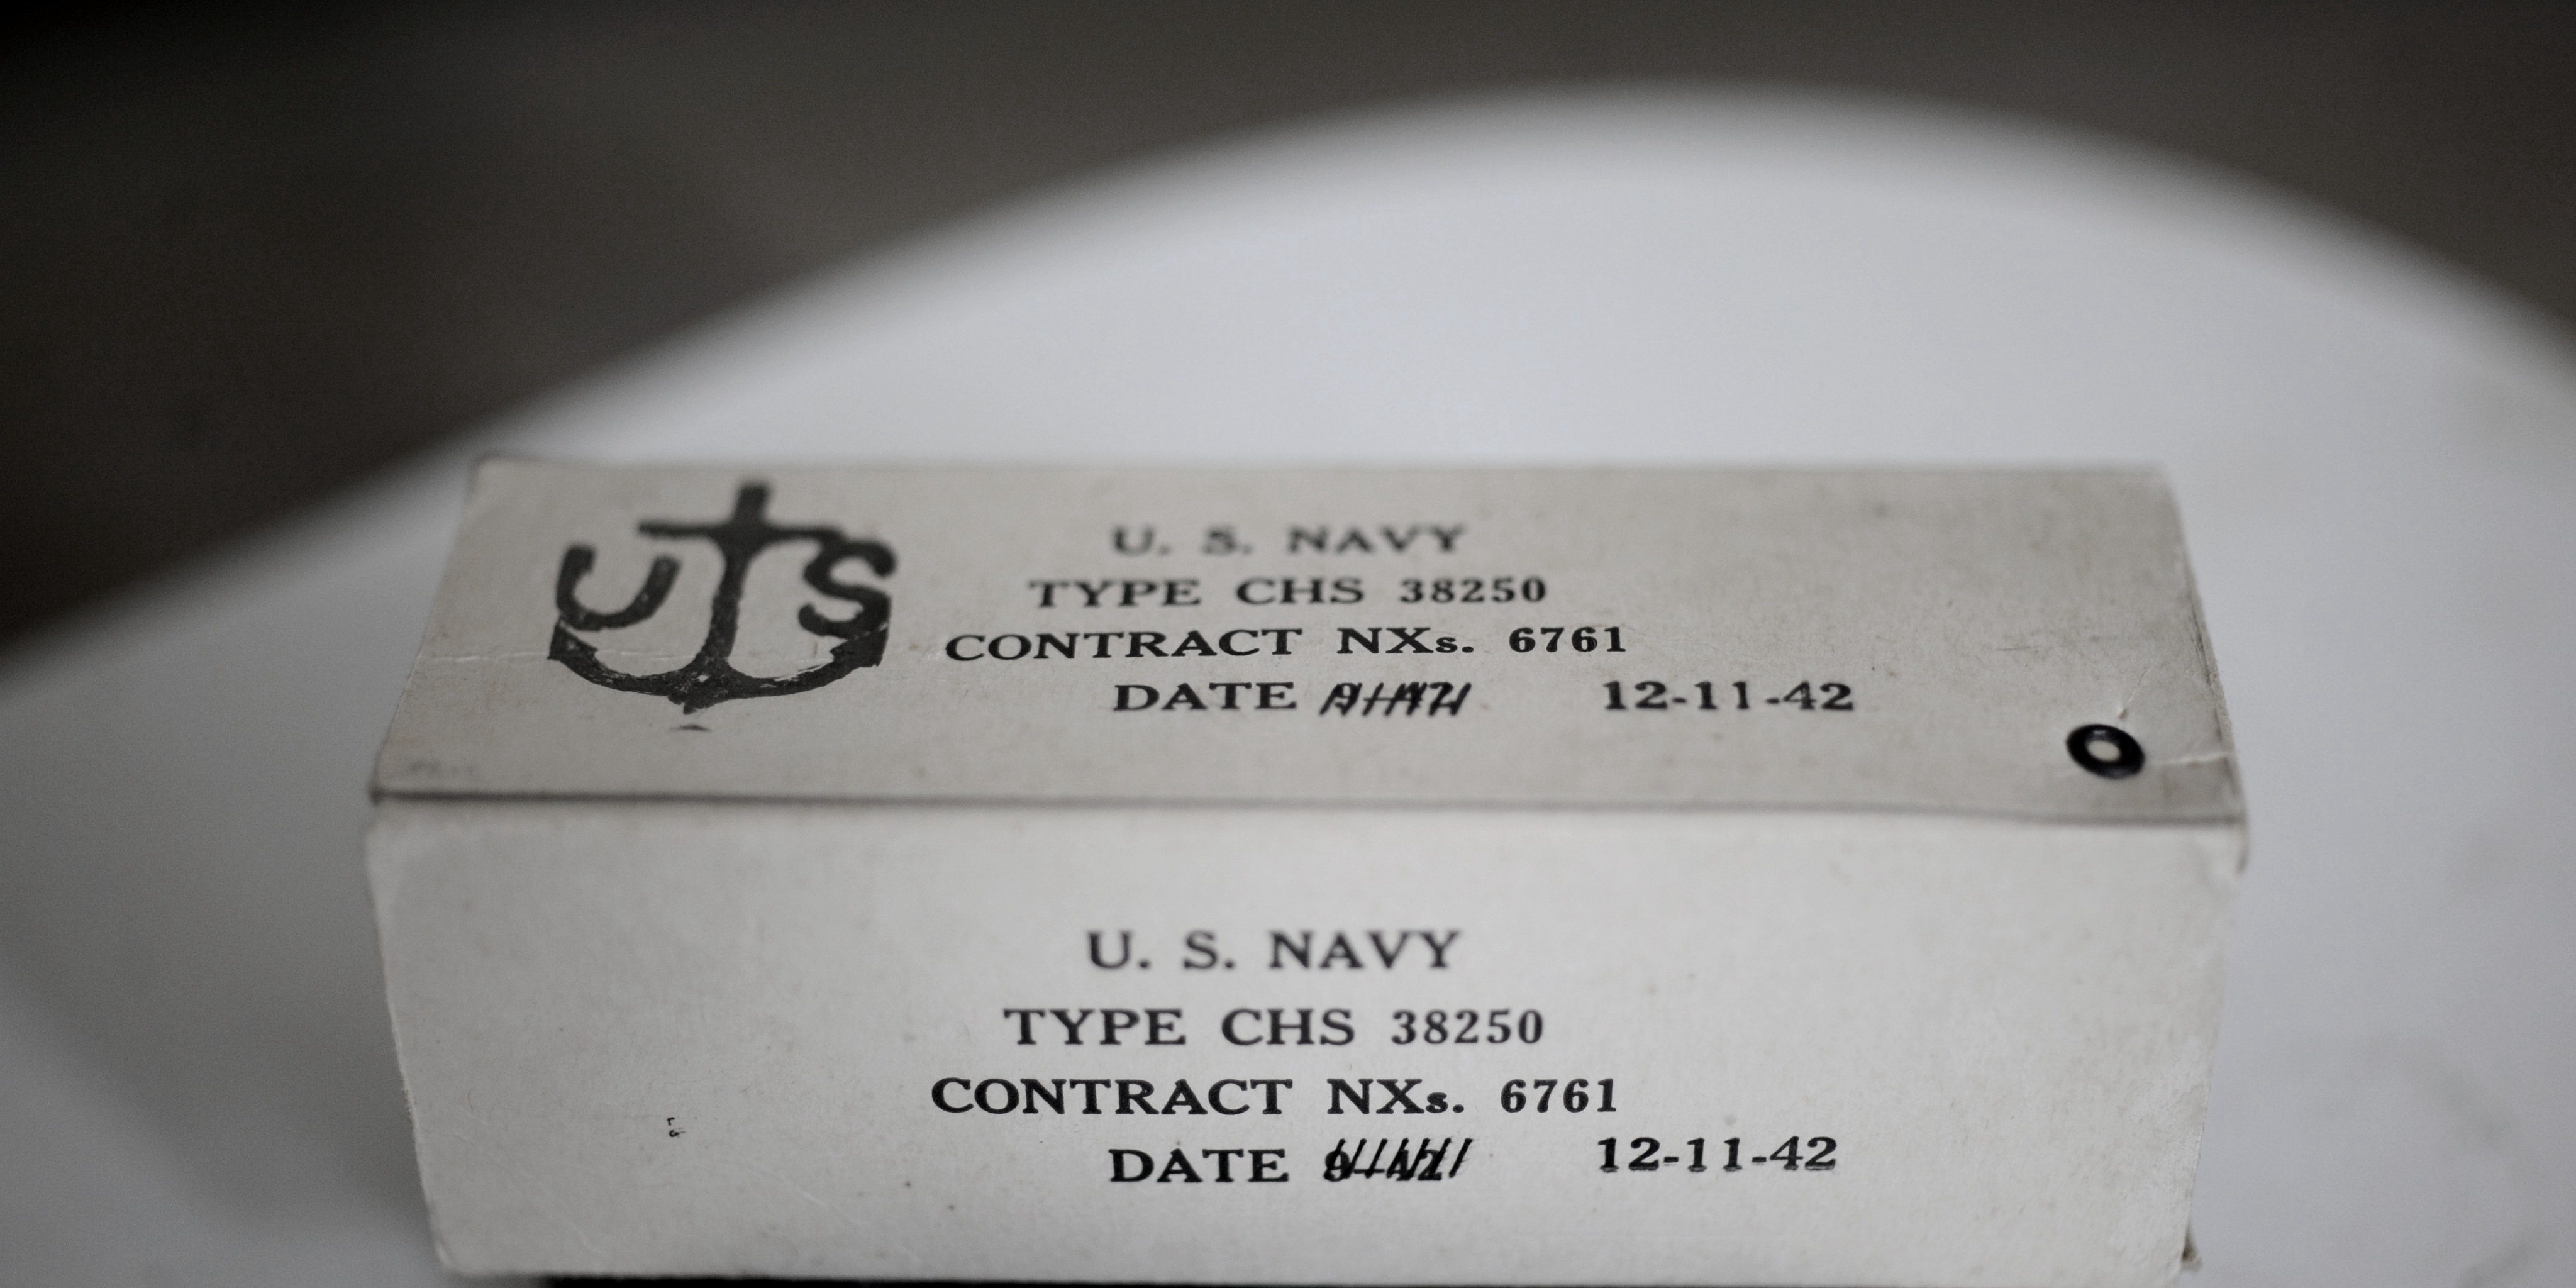 U S
U. S. NAVY
TYPE CHS 38250
CONTRACT NXs. 6761
DATE 12-11-42
U. S. NAVY
TYPE CHS 38250
CONTRACT NXs. 6761
DATE 12-11-42